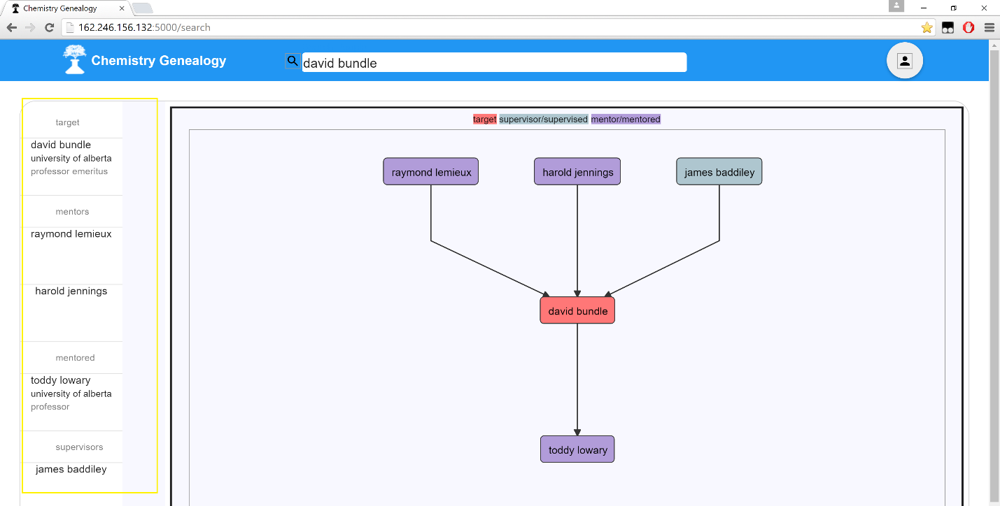 Chemistry Genealogy
162.246.156.132:5000/search
Chemistry Genealogy
david bundle
target
david bundle
university of alberta
professor emeritus
mentors
raymond lemieux
harold jennings
mentored
toddy lowary
university of alberta
professor
supervisors
james baddiley
target supervisor/supervised mentor/mentored
raymond lemieux harold jennings james baddiley
david bundle
toddy lowary